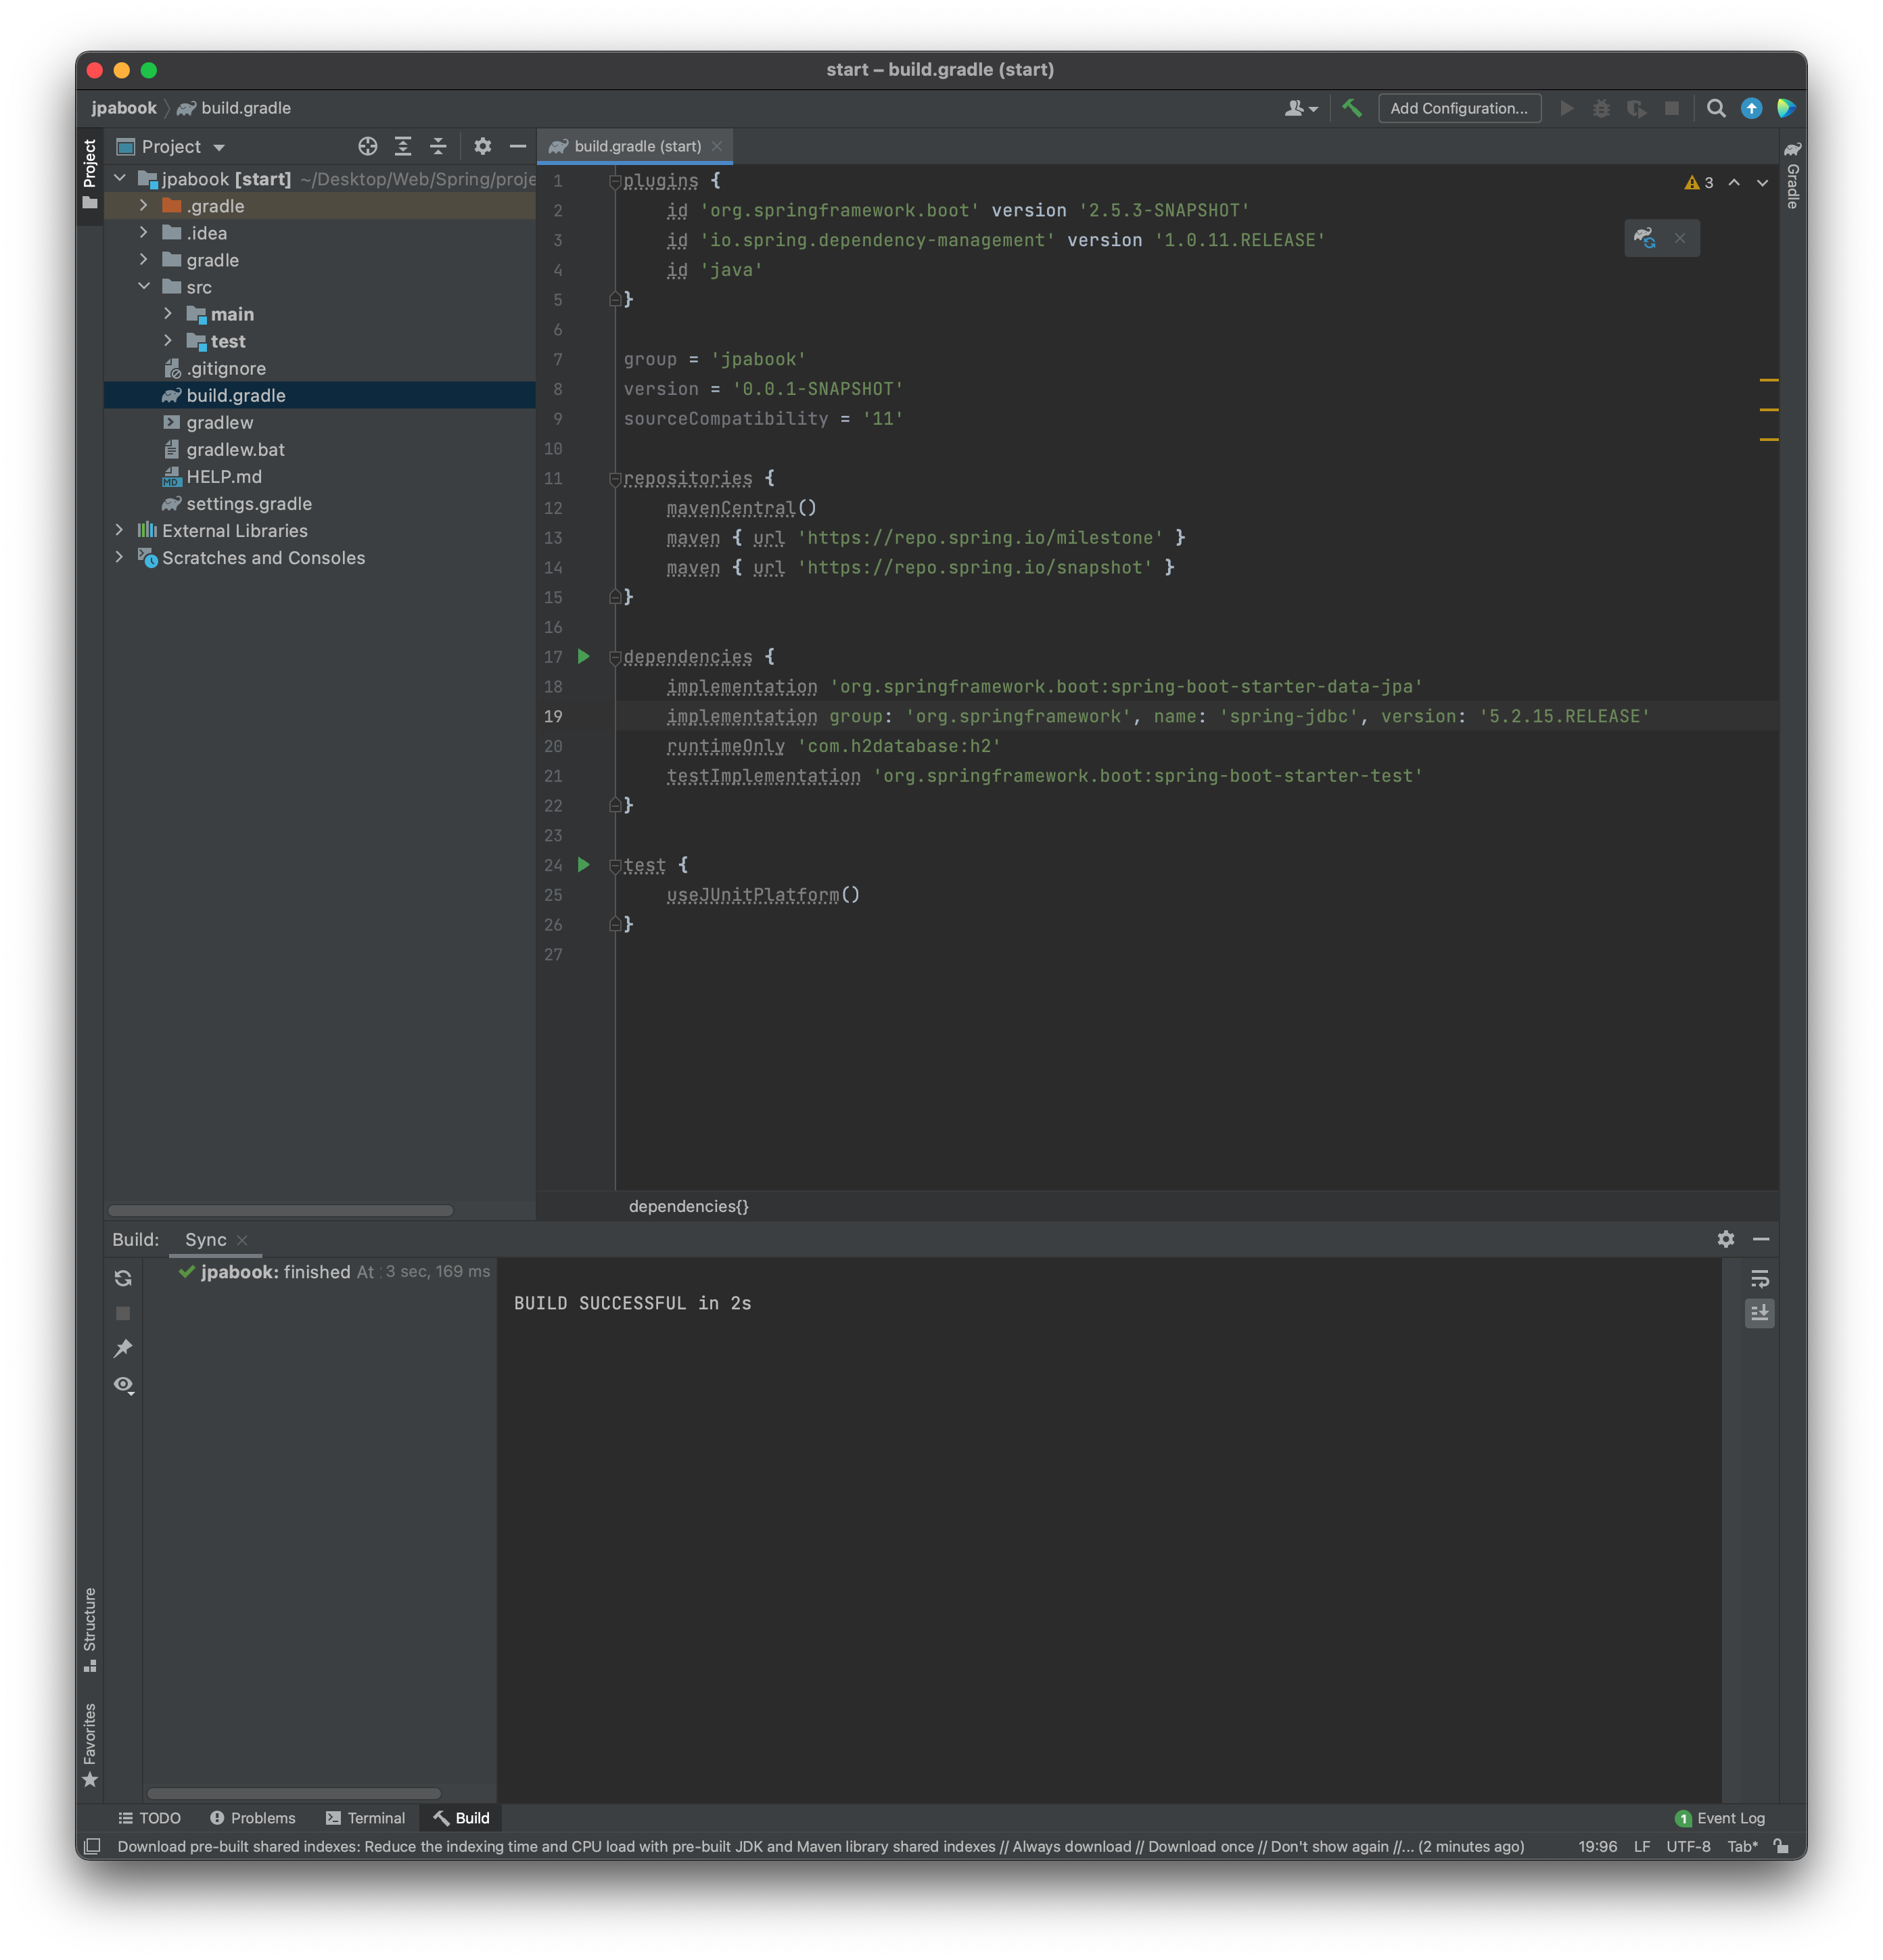 start – build.gradle (start)
jpabook build.gradle
Add Configuration...
Project
Project
build.gradle (start)
Gradle
jpabook [start] ~/Desktop/Web/Spring/proje
.gradle
.idea
gradle
src
main
test
.gitignore
build.gradle
gradlew
gradlew.bat
HELP.md
settings.gradle
External Libraries
Scratches and Consoles
3
1 plugins {
2 id 'org.springframework.boot' version '2.5.3-SNAPSHOT'
3 id 'io.spring.dependency-management' version '1.0.11.RELEASE'
4 id 'java'
5 }
6
7 group = 'jpabook'
8 version = '0.0.1-SNAPSHOT'
9 sourceCompatibility = '11'
10
11 repositories {
12 mavenCentral()
13 maven { url 'https://repo.spring.io/milestone' }
14 maven { url 'https://repo.spring.io/snapshot' }
15 }
16
17 dependencies {
18 implementation 'org.springframework.boot:spring-boot-starter-data-jpa'
19 implementation group: 'org.springframework', name: 'spring-jdbc', version: '5.2.15.RELEASE'
20 runtimeOnly 'com.h2database:h2'
21 testImplementation 'org.springframework.boot:spring-boot-starter-test'
22 }
23
24 test {
25 useJUnitPlatform()
26 }
27
dependencies{}
Build: Sync
jpabook: finished At 3 sec, 169 ms
BUILD SUCCESSFUL in 2s
Structure
Favorites
TODO Problems Terminal Build
1 Event Log
Download pre-built shared indexes: Reduce the indexing time and CPU load with pre-built JDK and Maven library shared indexes // Always download // Download once // Don't show again //... (2 minutes ago)
19:96 LF UTF-8 Tab*